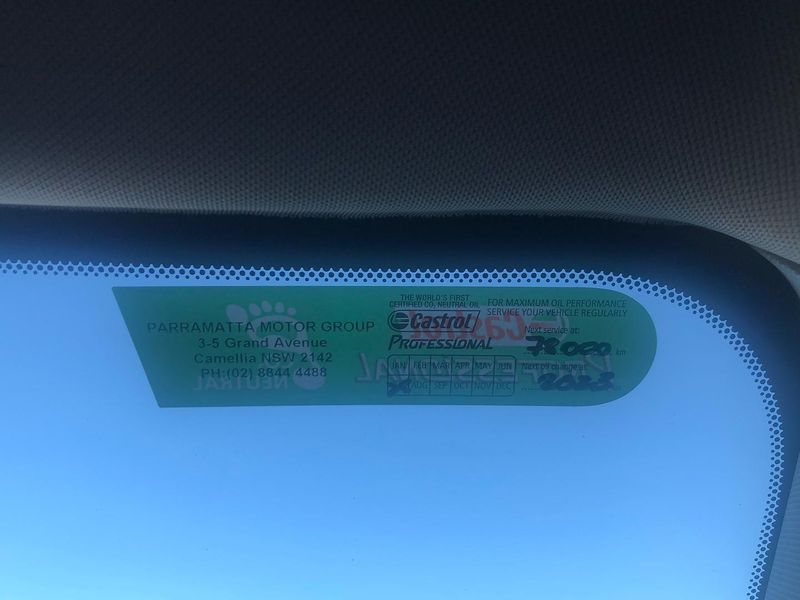 PARRAMATTA MOTOR GROUP
3-5 Grand Avenue
Camellia NSW 2142
PH:(02) 8844 4488
NEUTRAL
THE WORLD'S FIRST
CERTIFIED CO₂ NEUTRAL OIL
Castrol
PROFESSIONAL
JAN FEB MAR APR MAY JUN
AUG SEP OCT NOV DEC
FOR MAXIMUM OIL PERFORMANCE
SERVICE YOUR VEHICLE REGULARLY
Next service at:
78000 km
Next oil change at:
2023
Castrol
PROFESSIONAL